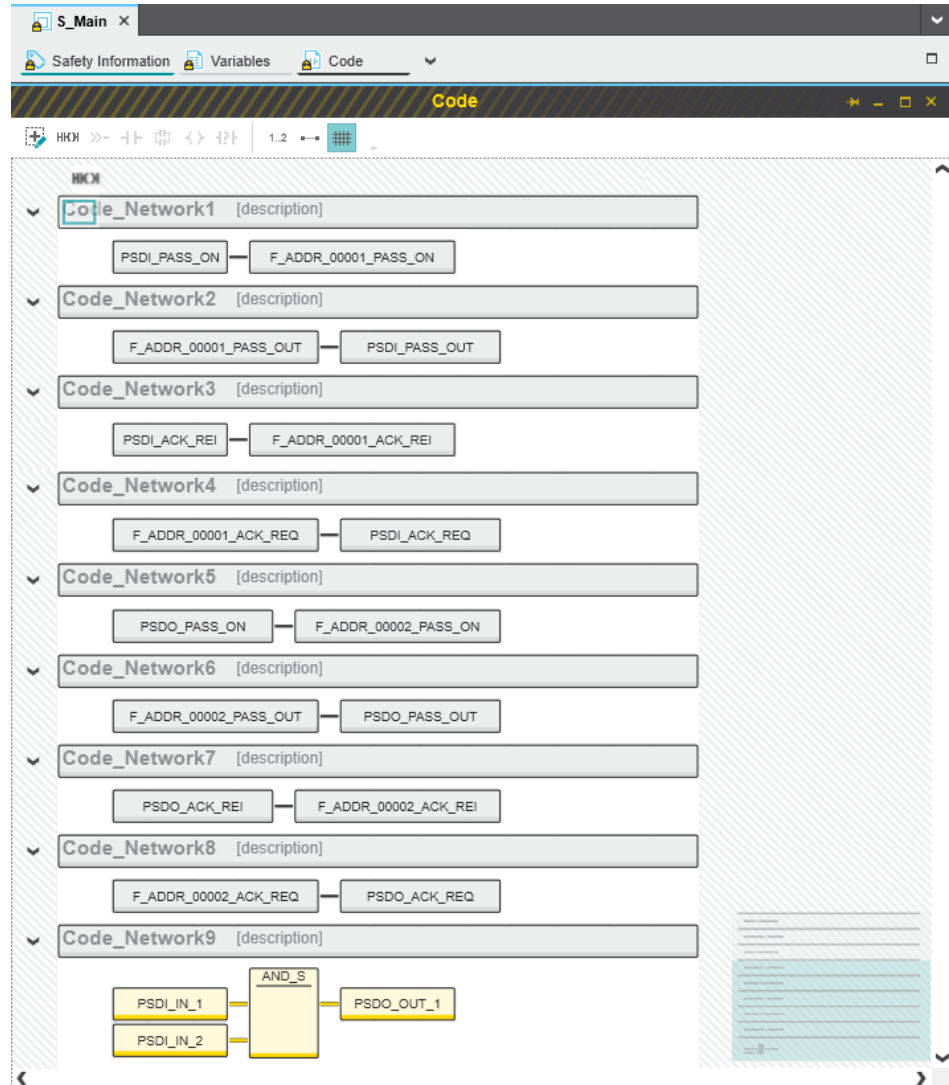 S_Main
Safety Information Variables Code
Code
1..2
Code_Network1 [description]
PSDI_PASS_ON F_ADDR_00001_PASS_ON
Code_Network2 [description]
F_ADDR_00001_PASS_OUT PSDI_PASS_OUT
Code_Network3 [description]
PSDI_ACK_REI F_ADDR_00001_ACK_REI
Code_Network4 [description]
F_ADDR_00001_ACK_REQ PSDI_ACK_REQ
Code_Network5 [description]
PSDO_PASS_ON F_ADDR_00002_PASS_ON
Code_Network6 [description]
F_ADDR_00002_PASS_OUT PSDO_PASS_OUT
Code_Network7 [description]
PSDO_ACK_REI F_ADDR_00002_ACK_REI
Code_Network8 [description]
F_ADDR_00002_ACK_REQ PSDO_ACK_REQ
Code_Network9 [description]
AND_S
PSDI_IN_1 PSDO_OUT_1
PSDI_IN_2